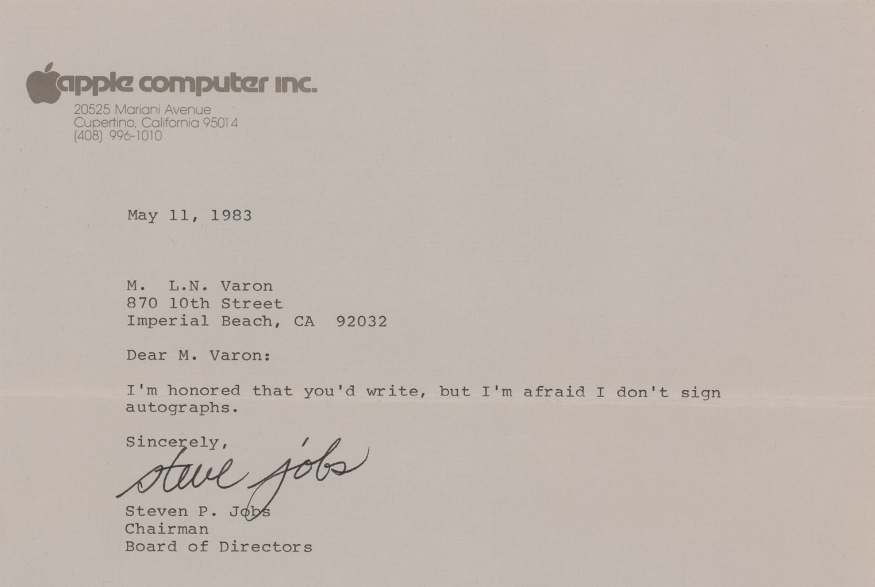 apple computer inc.
20525 Mariani Avenue
Cupertino, California 95014
(408) 996-1010
May 11, 1983
M.  L.N. Varon
870 10th Street
Imperial Beach, CA  92032
Dear M. Varon:
I'm honored that you'd write, but I'm afraid I don't sign
autographs.
Sincerely,
steve jobs
Steven P. Jobs
Chairman
Board of Directors